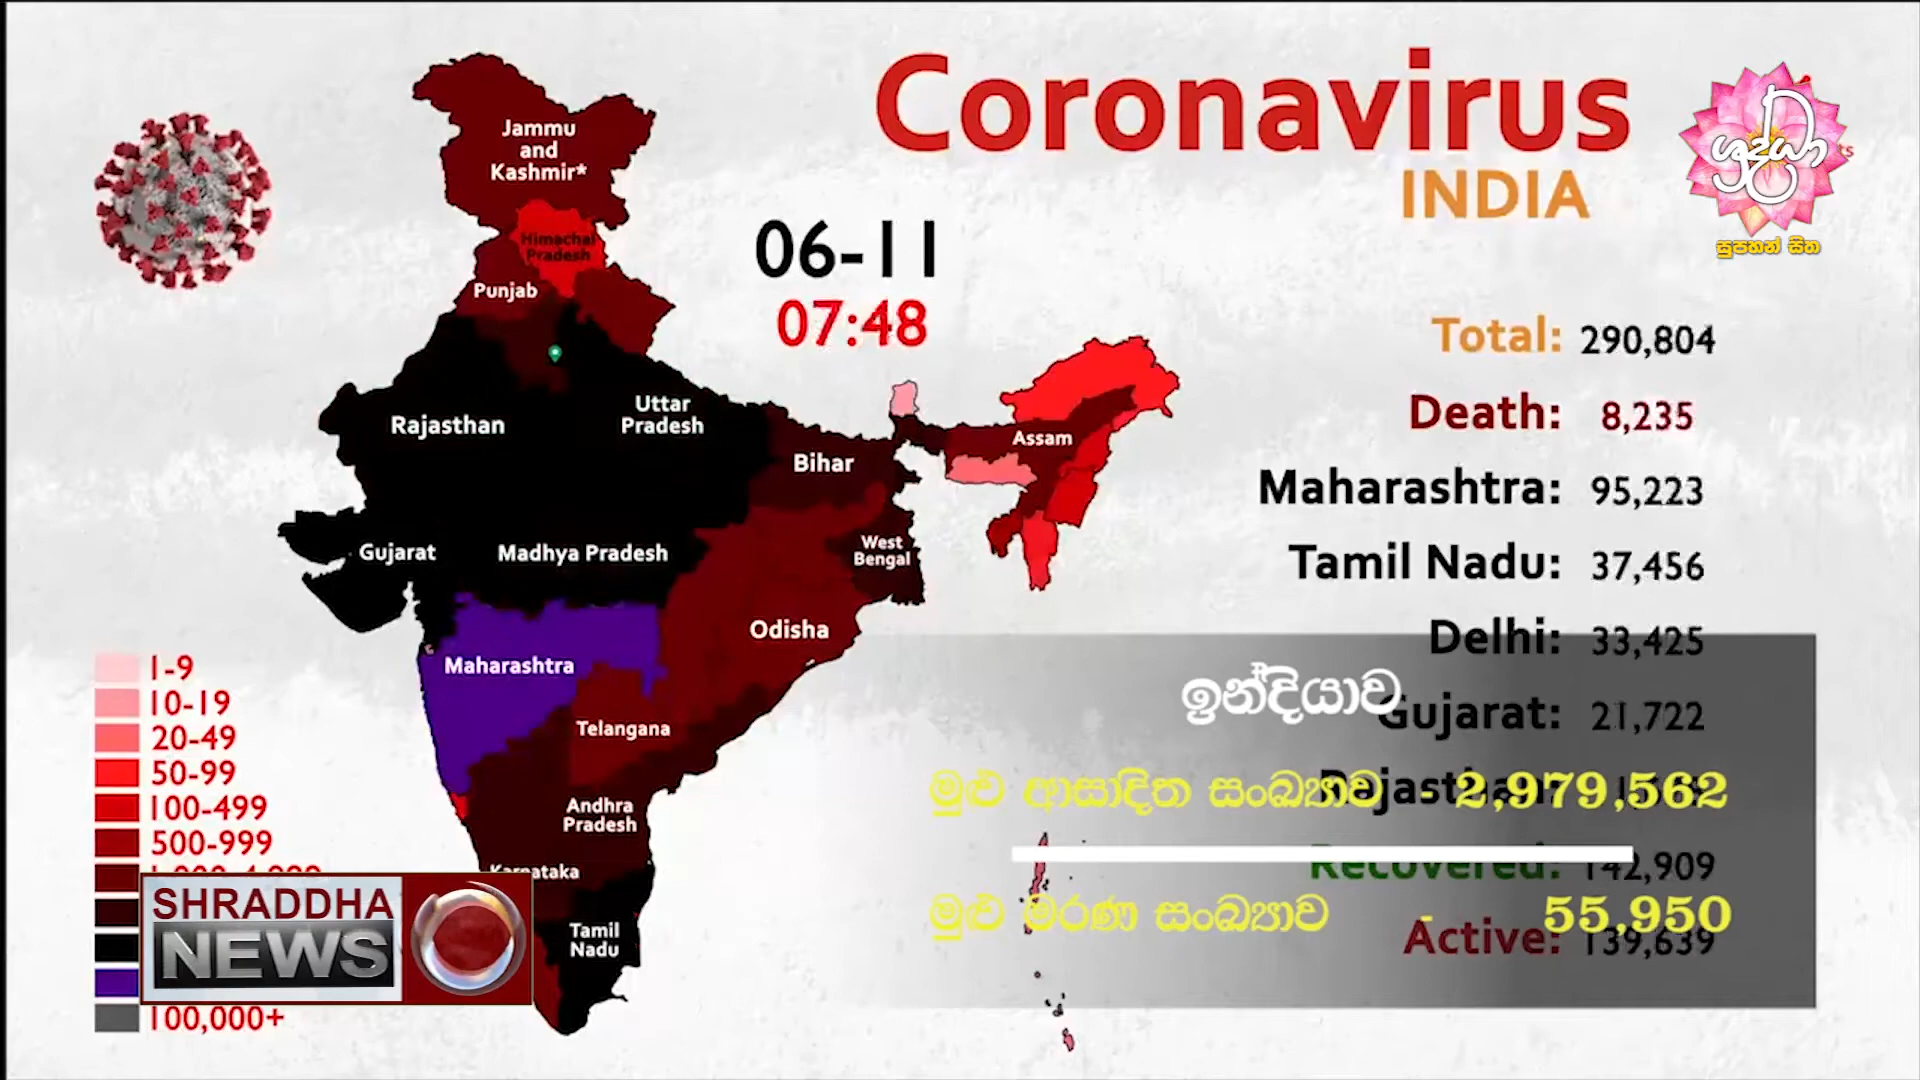 Coronavirus
INDIA
සුපහන් සිත
06-11
07:48
Jammu
and
Kashmir*
Himachal
Pradesh
Punjab
Rajasthan
Uttar
Pradesh
Bihar
Assam
Gujarat
Madhya Pradesh
West
Bengal
Odisha
Maharashtra
Telangana
Andhra
Pradesh
Karnataka
Tamil
Nadu
Total: 290,804
Death: 8,235
Maharashtra: 95,223
Tamil Nadu: 37,456
Delhi: 33,425
Gujarat: 21,722
Recovered: 142,909
Active: 139,639
ඉන්දියාව
මුළු ආසාදිත සංඛ්‍යාව - 2,979,562
මුළු මරණ සංඛ්‍යාව - 55,950
1-9
10-19
20-49
50-99
100-499
500-999
100,000+
SHRADDHA
NEWS